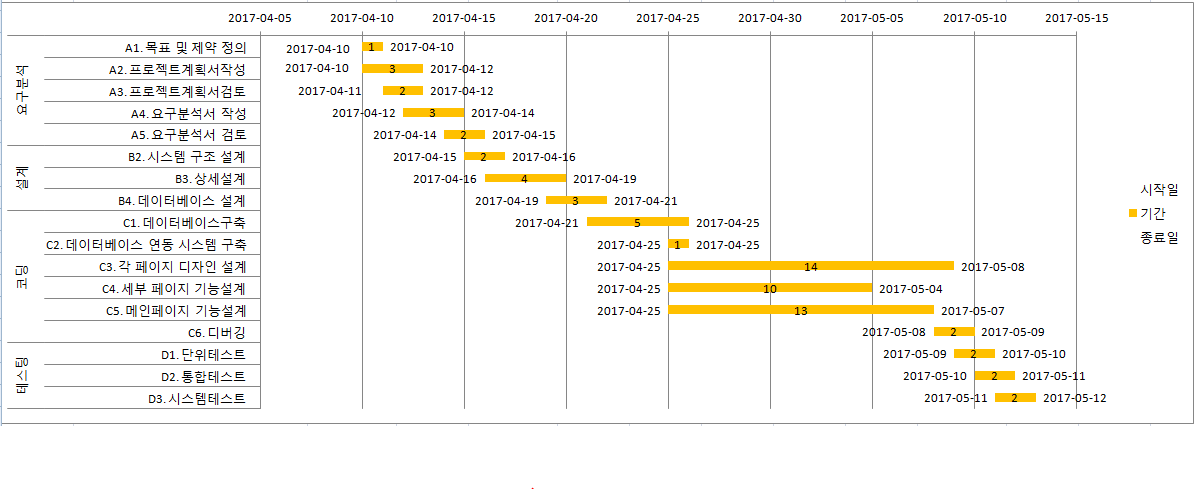 2017-04-05 2017-04-10 2017-04-15 2017-04-20 2017-04-25 2017-04-30 2017-05-05 2017-05-10 2017-05-15
요구분석
A1. 목표 및 제약 정의 2017-04-10 1 2017-04-10
A2. 프로젝트계획서작성 2017-04-10 3 2017-04-12
A3. 프로젝트계획서검토 2017-04-11 2 2017-04-12
A4. 요구분석서 작성 2017-04-12 3 2017-04-14
A5. 요구분석서 검토 2017-04-14 2 2017-04-15
설계
B2. 시스템 구조 설계 2017-04-15 2 2017-04-16
B3. 상세설계 2017-04-16 4 2017-04-19
B4. 데이터베이스 설계 2017-04-19 3 2017-04-21
코딩
C1. 데이터베이스구축 2017-04-21 5 2017-04-25
C2. 데이터베이스 연동 시스템 구축 2017-04-25 1 2017-04-25
C3. 각 페이지 디자인 설계 2017-04-25 14 2017-05-08
C4. 세부 페이지 기능설계 2017-04-25 10 2017-05-04
C5. 메인페이지 기능설계 2017-04-25 13 2017-05-07
C6. 디버깅 2017-05-08 2 2017-05-09
테스팅
D1. 단위테스트 2017-05-09 2 2017-05-10
D2. 통합테스트 2017-05-10 2 2017-05-11
D3. 시스템테스트 2017-05-11 2 2017-05-12
시작일
기간
종료일